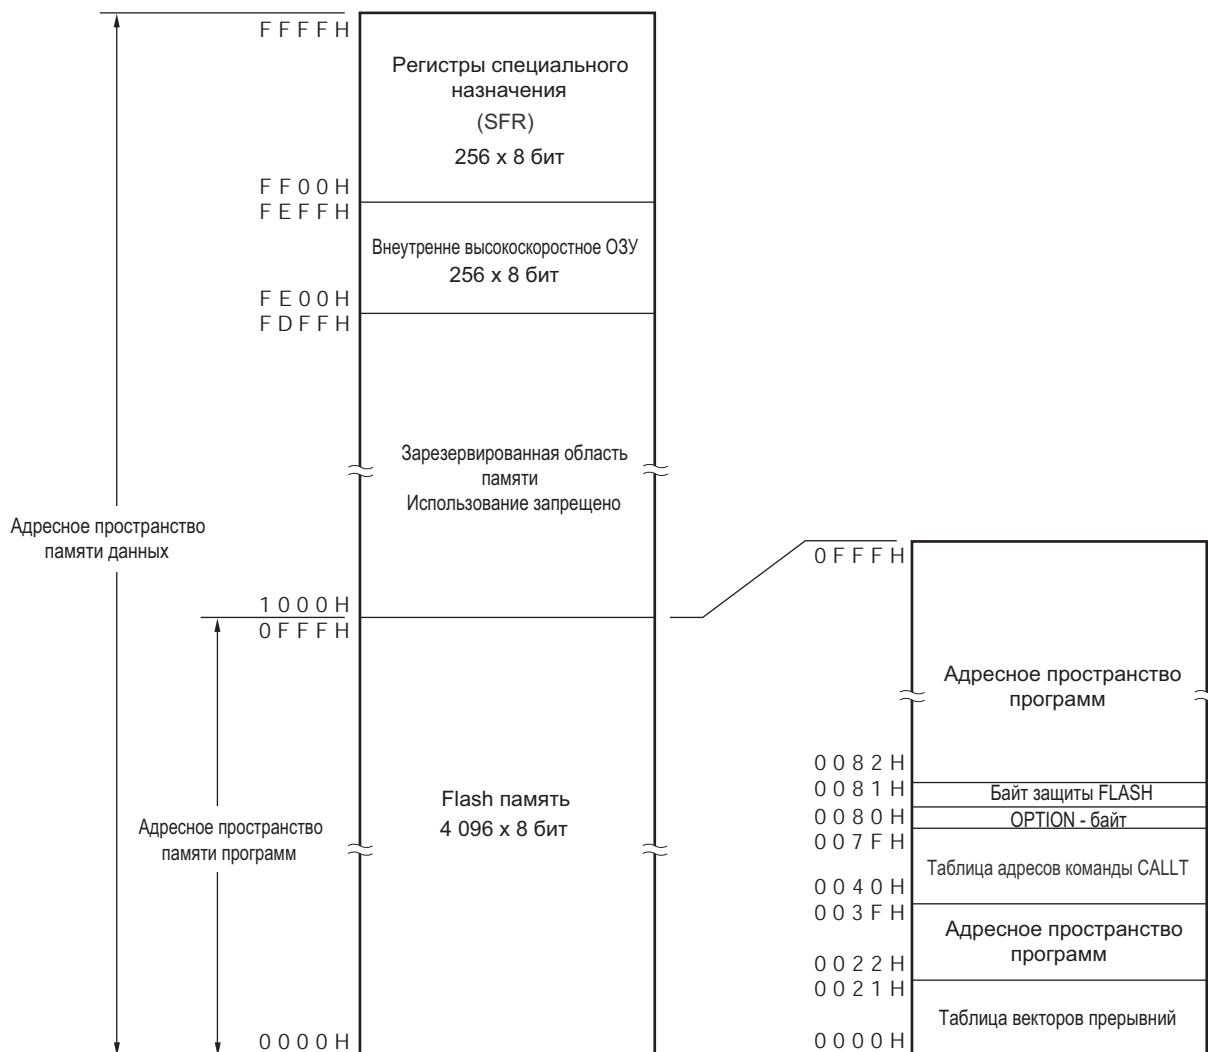 FFFFH
Регистры специального
назначения
(SFR)
256 x 8 бит
FF00H
FEFFH
Внеутренне высокоскоростное ОЗУ
256 x 8 бит
FE00H
FDFFH
Зарезервированная область
памяти
Использование запрещено
Адресное пространство
памяти данных
1000H
0FFFH
Flash память
4 096 x 8 бит
Адресное пространство
памяти программ
0000H
0FFFH
Адресное пространство
программ
0082H
0081H
Байт защиты FLASH
0080H
OPTION - байт
007FH
Таблица адресов команды CALLT
0040H
003FH
Адресное пространство
программ
0022H
0021H
Таблица векторов прерывний
0000H